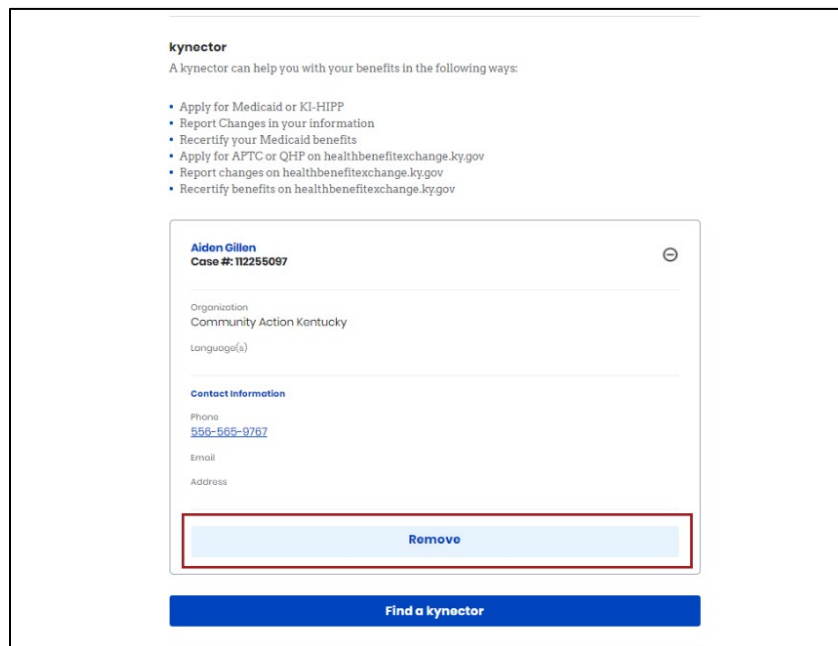 kynector
A kynector can help you with your benefits in the following ways:
• Apply for Medicaid or KI-HIPP
• Report Changes in your information
• Recertify your Medicaid benefits
• Apply for APTC or QHP on healthbenefitexchange.ky.gov
• Report changes on healthbenefitexchange.ky.gov
• Recertify benefits on healthbenefitexchange.ky.gov
Aiden Gillen
Case #: 112255097
Organization
Community Action Kentucky
Language(s)
Contact Information
Phone
556-565-9767
Email
Address
Remove
Find a kynector